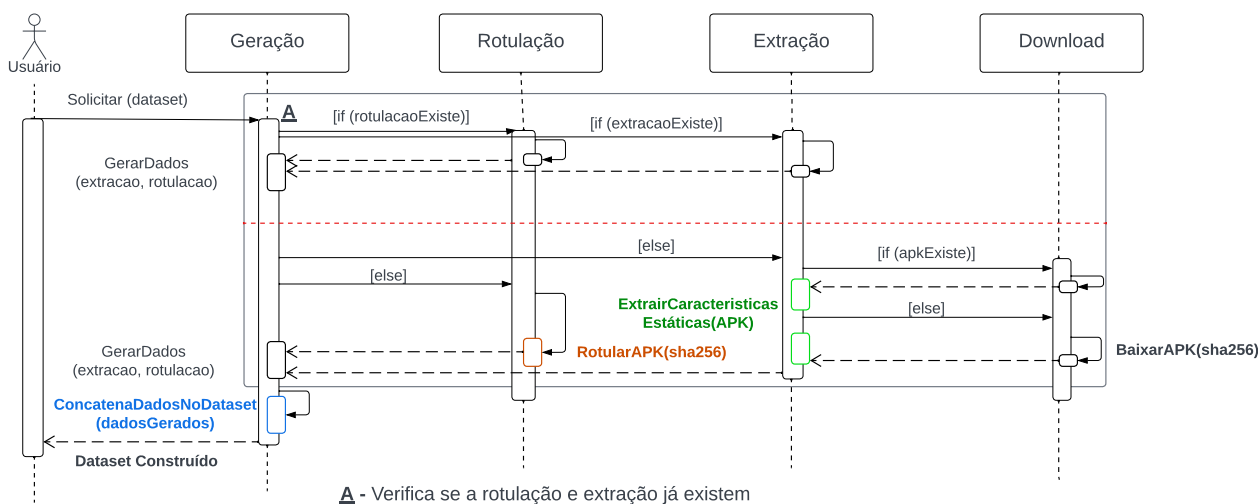 Geração
Rotulação
Extração
Download
Usuário
Solicitar (dataset)
A
[if (rotulacaoExiste)]
[if (extracaoExiste)]
GerarDados
(extracao, rotulacao)
[else]
[if (apkExiste)]
[else]
ExtrairCaracteristicas
Estáticas(APK)
[else]
GerarDados
(extracao, rotulacao)
RotularAPK(sha256)
BaixarAPK(sha256)
ConcatenaDadosNoDataset
(dadosGerados)
Dataset Construído
A - Verifica se a rotulação e extração já existem